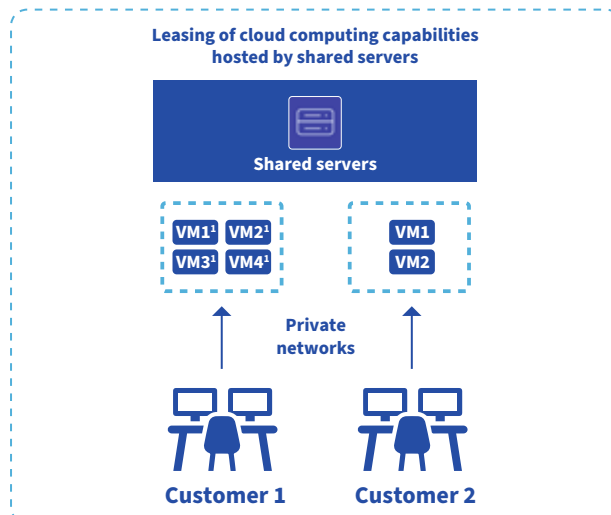 Leasing of cloud computing capabilities
hosted by shared servers
Shared servers
VM1¹ VM2¹
VM3¹ VM4¹
VM1
VM2
Private
networks
Customer 1
Customer 2